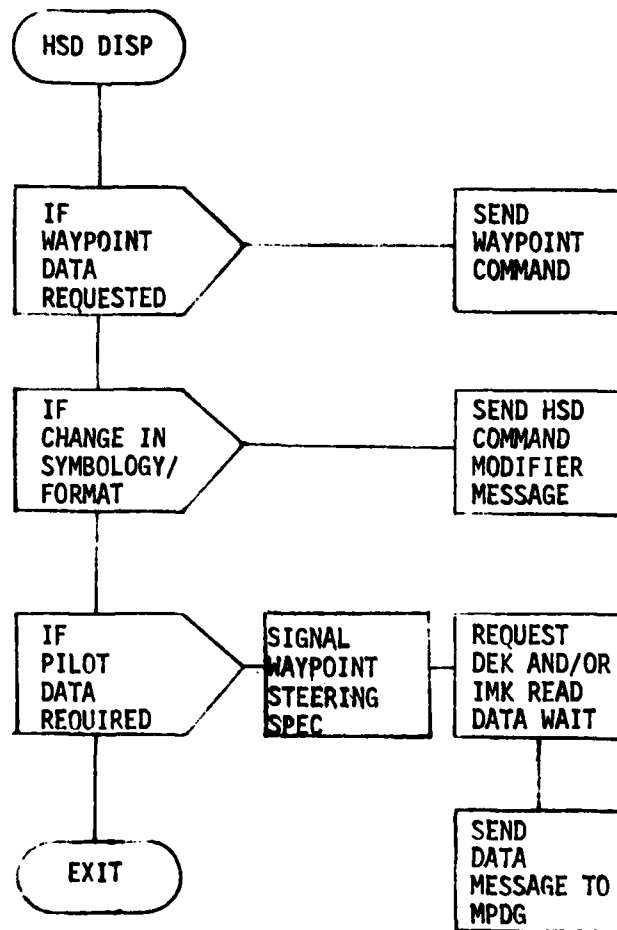 HSD DISP
IF
WAYPOINT
DATA
REQUESTED
SEND
WAYPOINT
COMMAND
IF
CHANGE IN
SYMBOLOGY/
FORMAT
SEND HSD
COMMAND
MODIFIER
MESSAGE
IF
PILOT
DATA
REQUIRED
SIGNAL
WAYPOINT
STEERING
SPEC
REQUEST
DEK AND/OR
IMK READ
DATA WAIT
EXIT
SEND
DATA
MESSAGE TO
MPDG